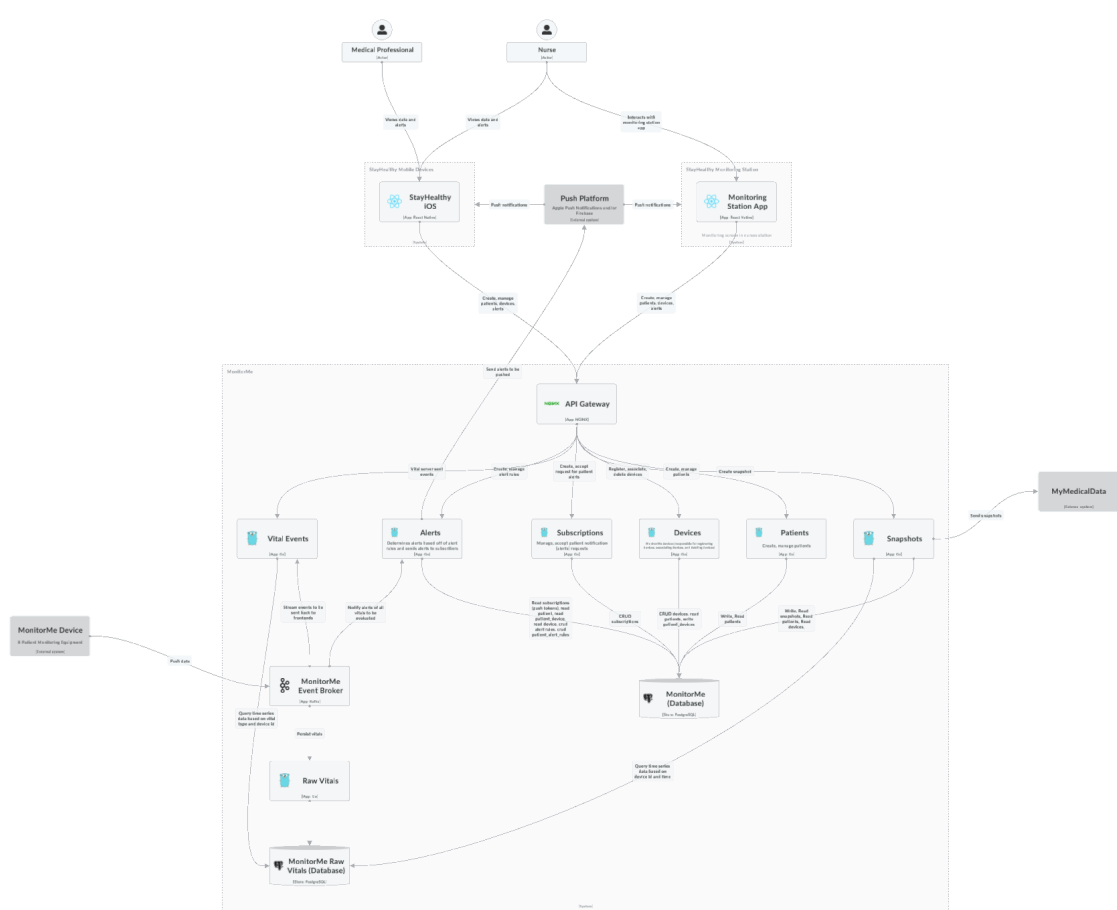 Medical Professional
[Actor]
Nurse
[Actor]
Views data and
alerts
Views data and
alerts
Interacts with
monitoring station
app
StayHealthy Mobile Devices
StayHealthy
iOS
[App: React Native]
[System]
Push notifications
Push Platform
Apple Push Notifications and/or
Firebase
[External system]
Push notifications
StayHealthy Monitoring Station
Monitoring
Station App
[App: React Native]
[System]
Create, manage
patients, devices,
alerts
Create, manage
patients, devices,
alerts
Send alerts to be
pushed
MonitorMe
API Gateway
[App: NGINX]
Vital server sent
events
Create, manage
alert rules
Create, accept
request for patient
alerts
Register, associate,
delete devices
Create, manage
patients
Create snapshot
Vital Events
[App: Go]
Alerts
Determines alerts based off of alert
rules and sends alerts to subscribers
[App: Go]
Subscriptions
Manage, accept patient notification
(alerts) requests
[App: Go]
Devices
[App: Go]
Patients
Create, manage patients
[App: Go]
Snapshots
[App: Go]
Send snapshots
MyMedicalData
[External system]
Stream events to be
sent back to
frontends
Notify alerts of all
vitals to be
evaluated
Read subscriptions
(push tokens), read
patient, read
patient_device,
read device, crud
alert rules, crud
patient_alert_rules
CRUD
subscriptions
CRUD devices, read
patients, write
patient_devices
Write, Read
patients
Write, Read
snapshots, Read
patients, Read
devices
MonitorMe Device
A Patient Monitoring Equipment
[External system]
Push data
MonitorMe
Event Broker
[App: Kafka]
MonitorMe
(Database)
[Store: PostgreSQL]
Query time series
data based on vital
type and device id
Persist vitals
Raw Vitals
[App: Go]
Query time series
data based on
device id and time
MonitorMe Raw
Vitals (Database)
[Store: PostgreSQL]
[System]